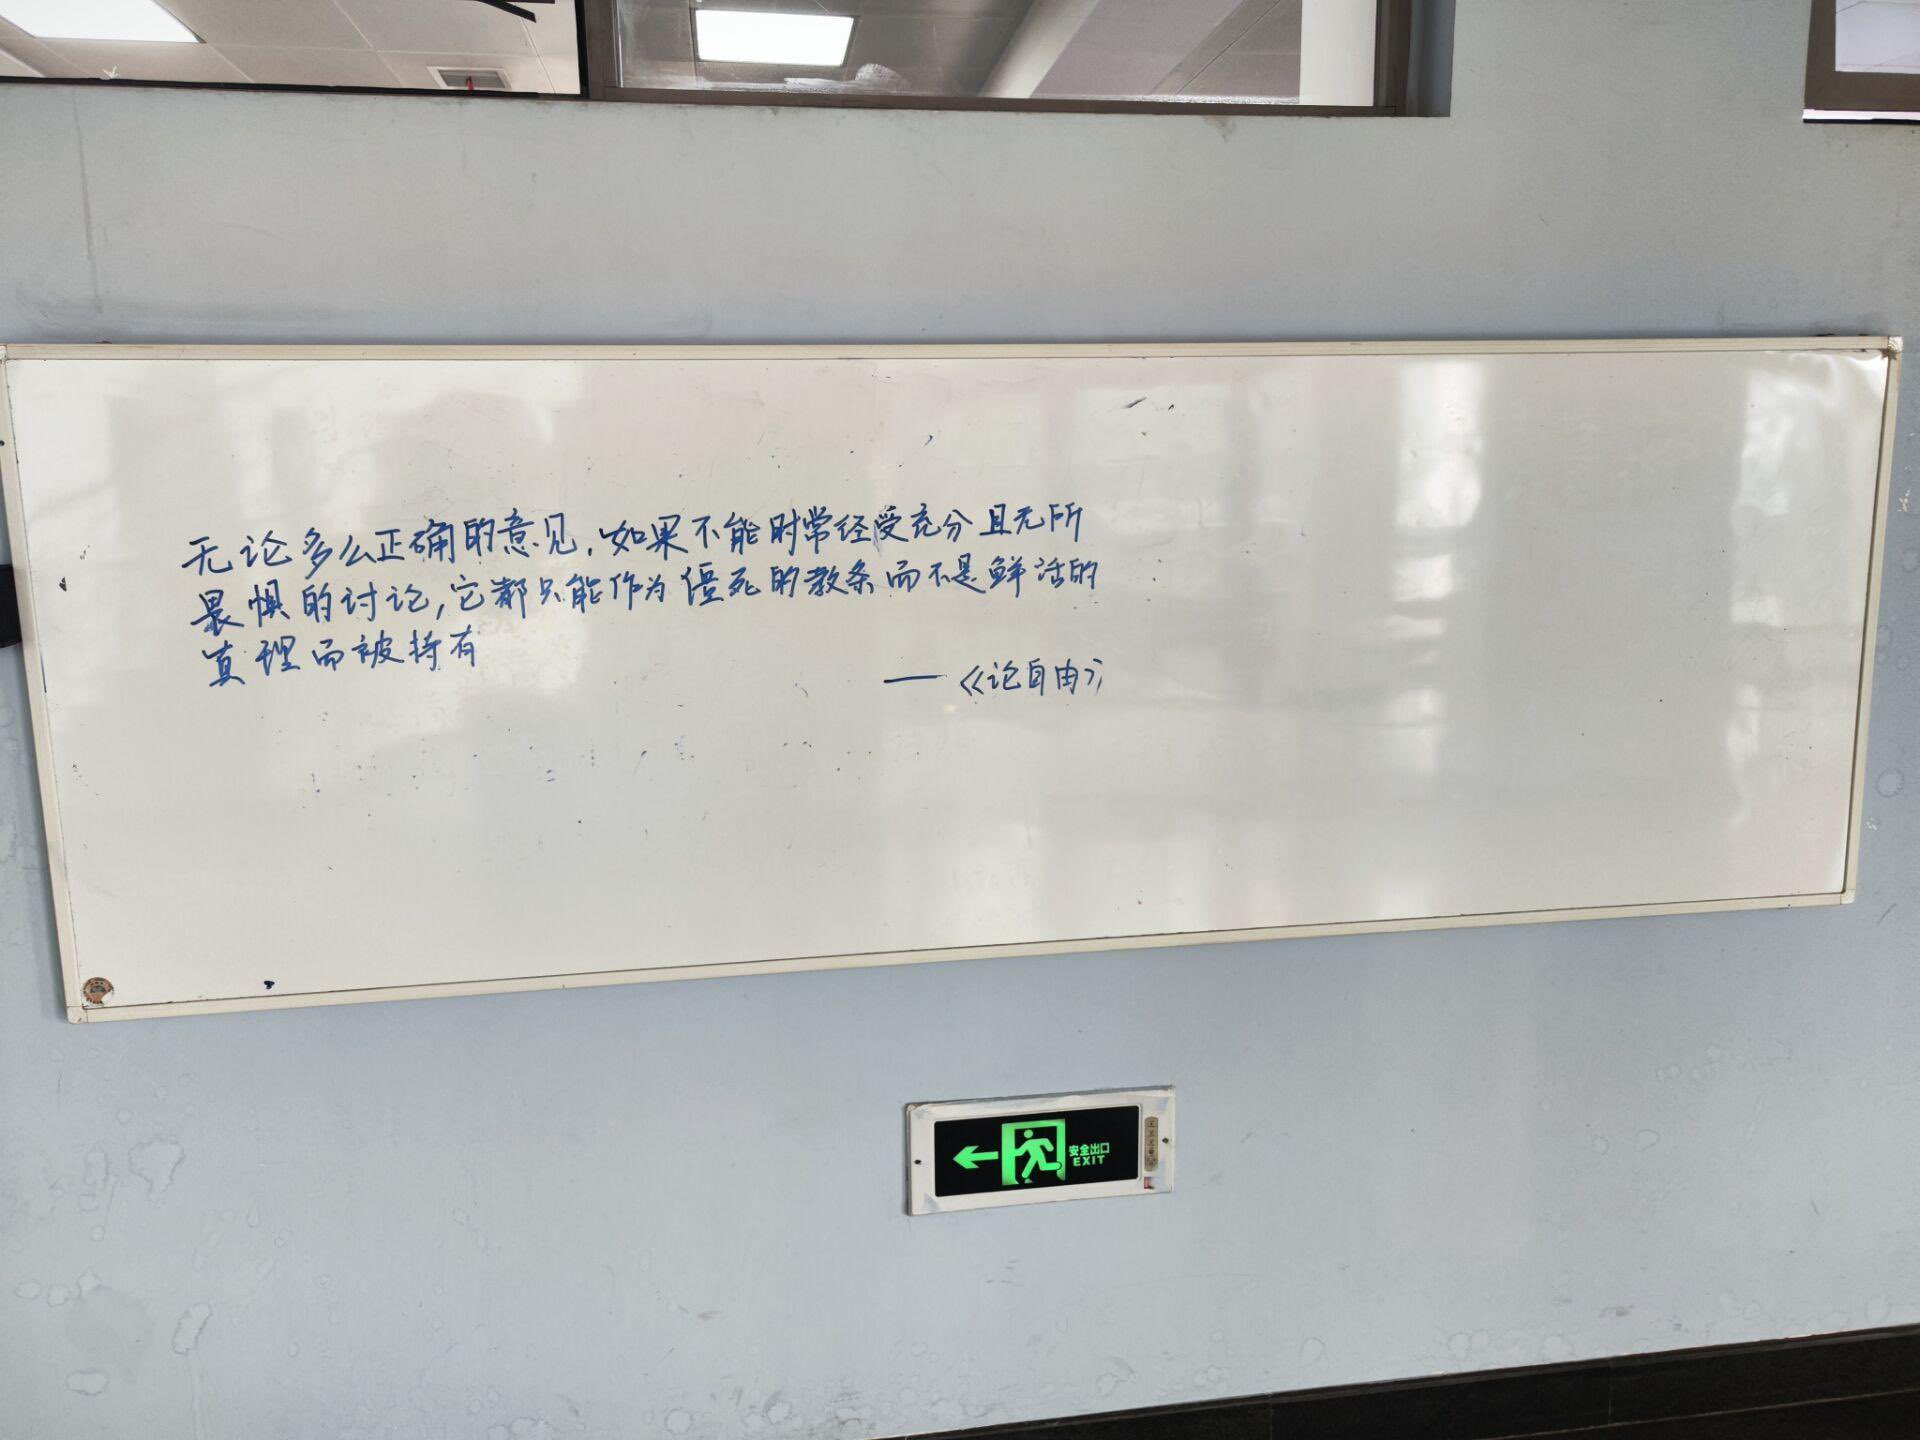 无论多么正确的意见，如果不能时常经受充分且无所
畏惧的讨论，它都只能作为僵死的教条而不是鲜活的
真理而被持有
——《论自由》
安全出口
EXIT